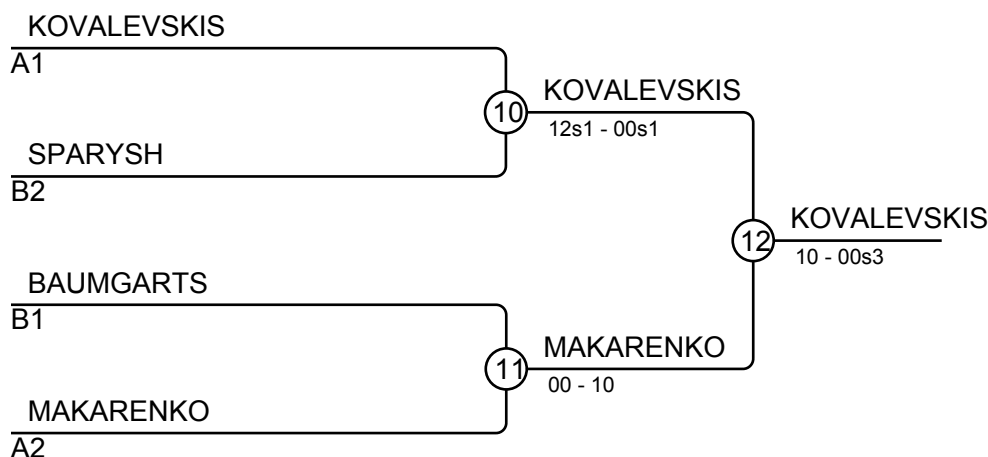 KOVALEVSKIS
A1
10
KOVALEVSKIS
12s1 - 00s1
SPARYSH
B2
12
KOVALEVSKIS
10 - 00s3
BAUMGARTS
B1
11
MAKARENKO
00 - 10
MAKARENKO
A2